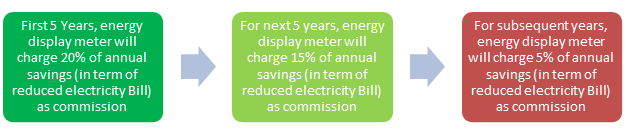 First 5 Years, energy
display meter will
charge 20% of annual
savings (in term of
reduced electricity Bill)
as commission
For next 5 years, energy
display meter will
charge 15% of annual
savings (in term of
reduced electricity Bill)
as commission
For subsequent years,
energy display meter
will charge 5% of annual
savings (in term of
reduced electricity Bill)
as commission